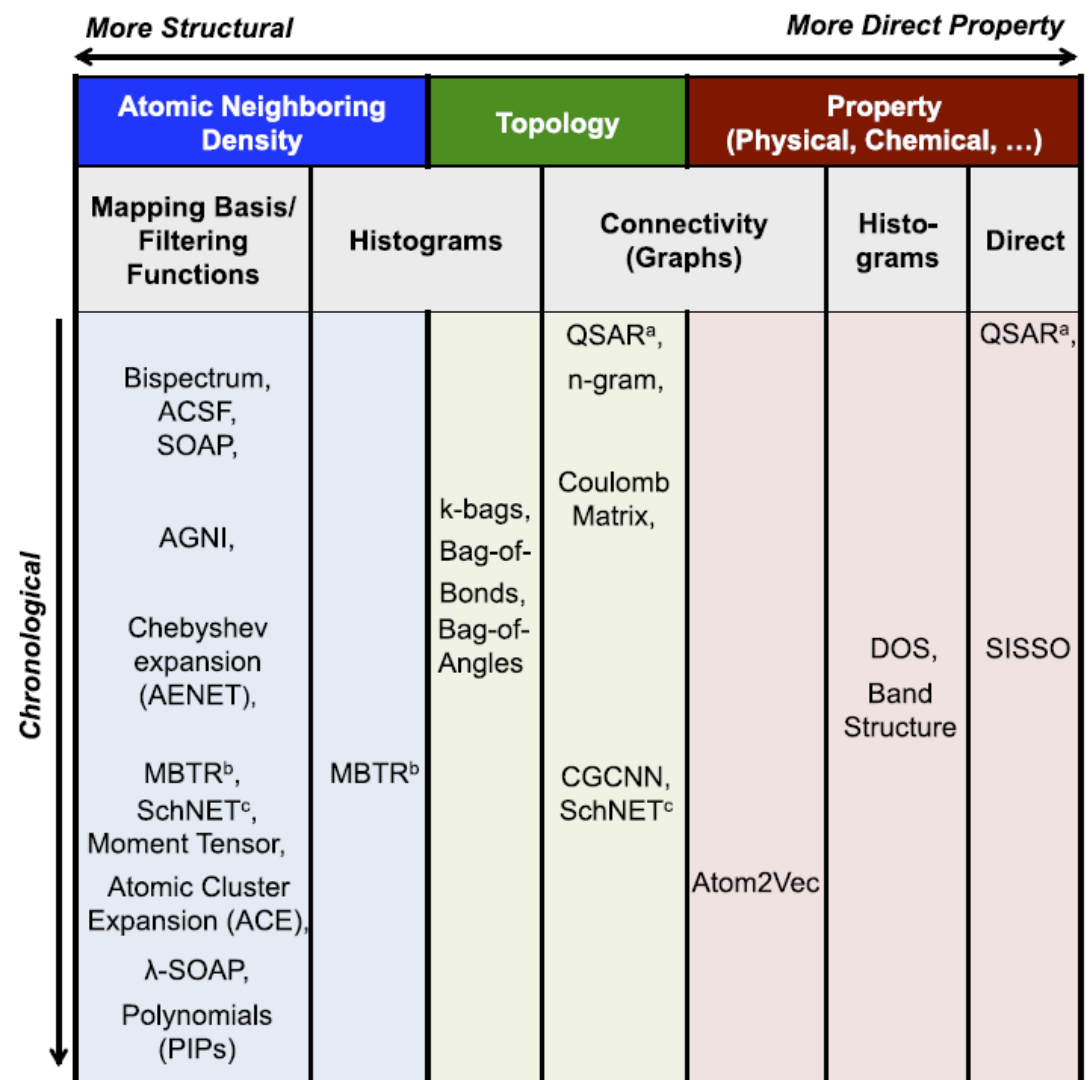 More Structural
More Direct Property
Atomic Neighboring
Density
Topology
Property
(Physical, Chemical, …)
Mapping Basis/
Filtering
Functions
Histograms
Connectivity
(Graphs)
Histo-
grams
Direct
Chronological
Bispectrum,
ACSF,
SOAP,
AGNI,
Chebyshev
expansion
(AENET),
MBTRᵇ,
SchNETᶜ,
Moment Tensor,
Atomic Cluster
Expansion (ACE),
λ-SOAP,
Polynomials
(PIPs)
MBTRᵇ
k-bags,
Bag-of-
Bonds,
Bag-of-
Angles
QSARᵃ,
n-gram,
Coulomb
Matrix,
CGCNN,
SchNETᶜ
Atom2Vec
DOS,
Band
Structure
QSARᵃ,
SISSO